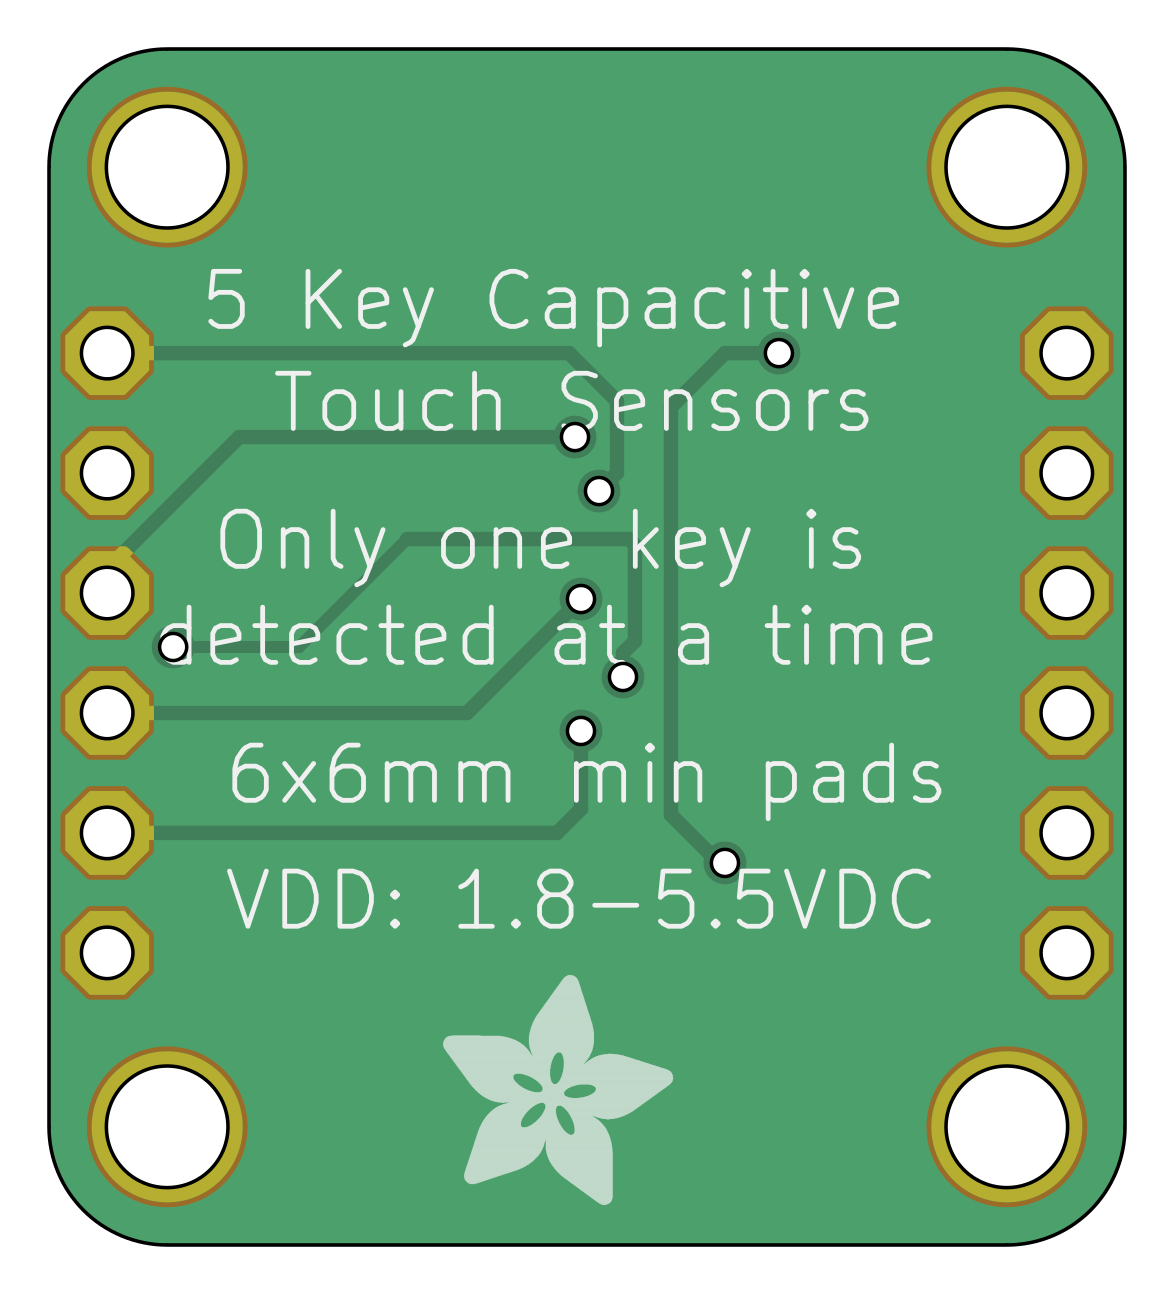 5 Key Capacitive
Touch Sensors
Only one key is
detected at a time
6x6mm min pads
VDD: 1.8-5.5VDC